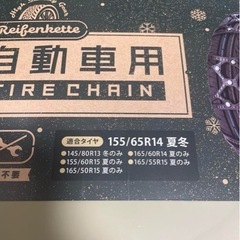 High Gear
Reifenkette
自動車用
TIRE CHAIN
適合タイヤ 155/65R14 夏冬
●145/80R13 冬のみ ●165/60R14 夏のみ
●155/60R15 夏のみ ●165/55R15 夏のみ
●165/50R15 夏のみ
不要